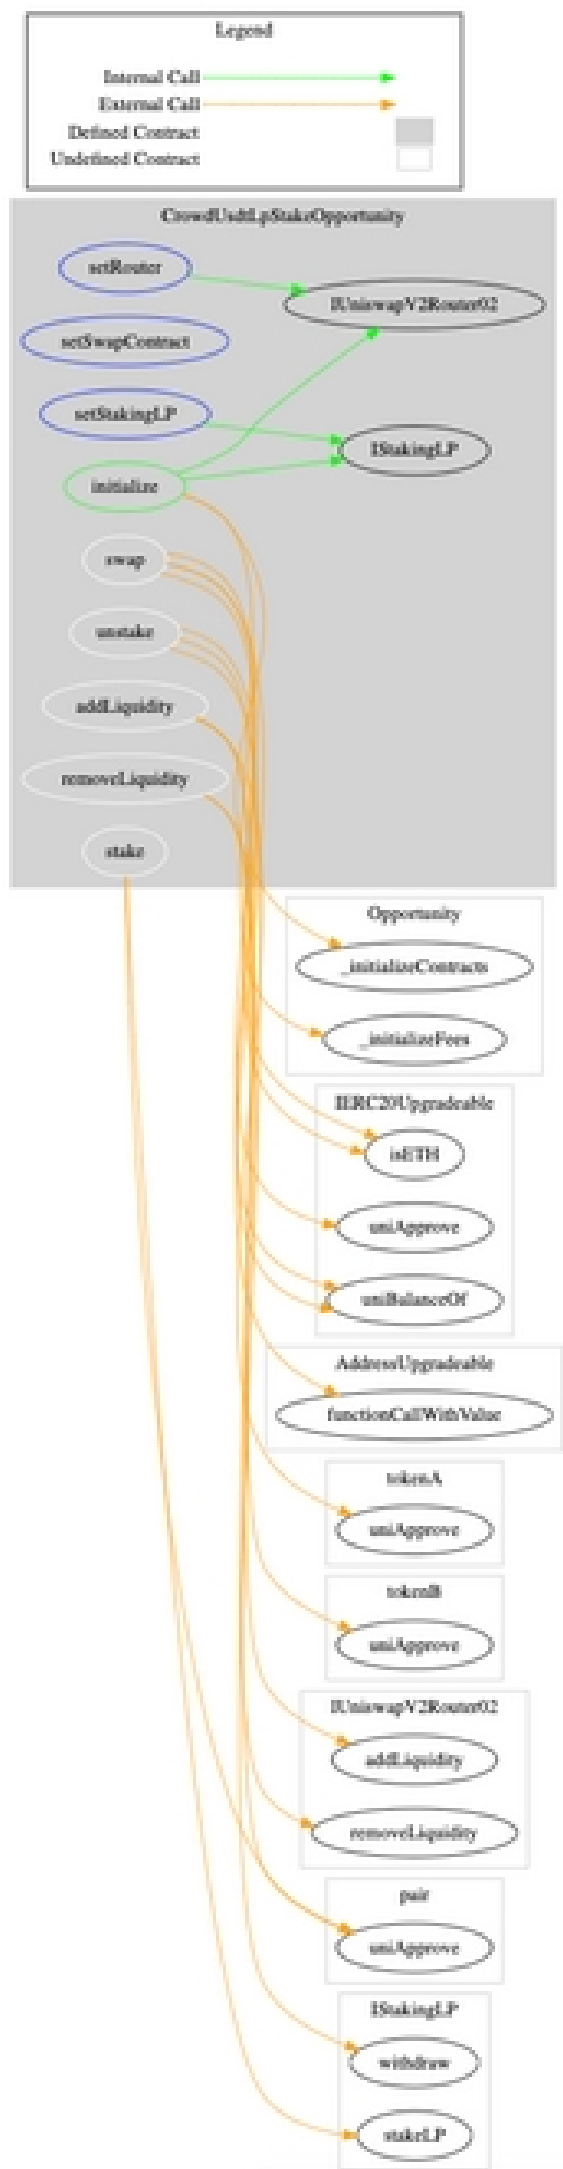 Legend
Internal Call
External Call
Defined Contract
Undefined Contract
CrowdUsdtLpStakeOpportunity
setRouter
IUniswapV2Router02
setSwapContract
setStakingLP
IStakingLP
initialize
swap
unstake
addLiquidity
removeLiquidity
stake
Opportunity
_initializeContracts
_initializeFees
IERC20Upgradeable
isETH
uniApprove
uniBalanceOf
AddressUpgradeable
functionCallWithValue
tokenA
uniApprove
tokenB
uniApprove
IUniswapV2Router02
addLiquidity
removeLiquidity
pair
uniApprove
IStakingLP
withdraw
stakeLP